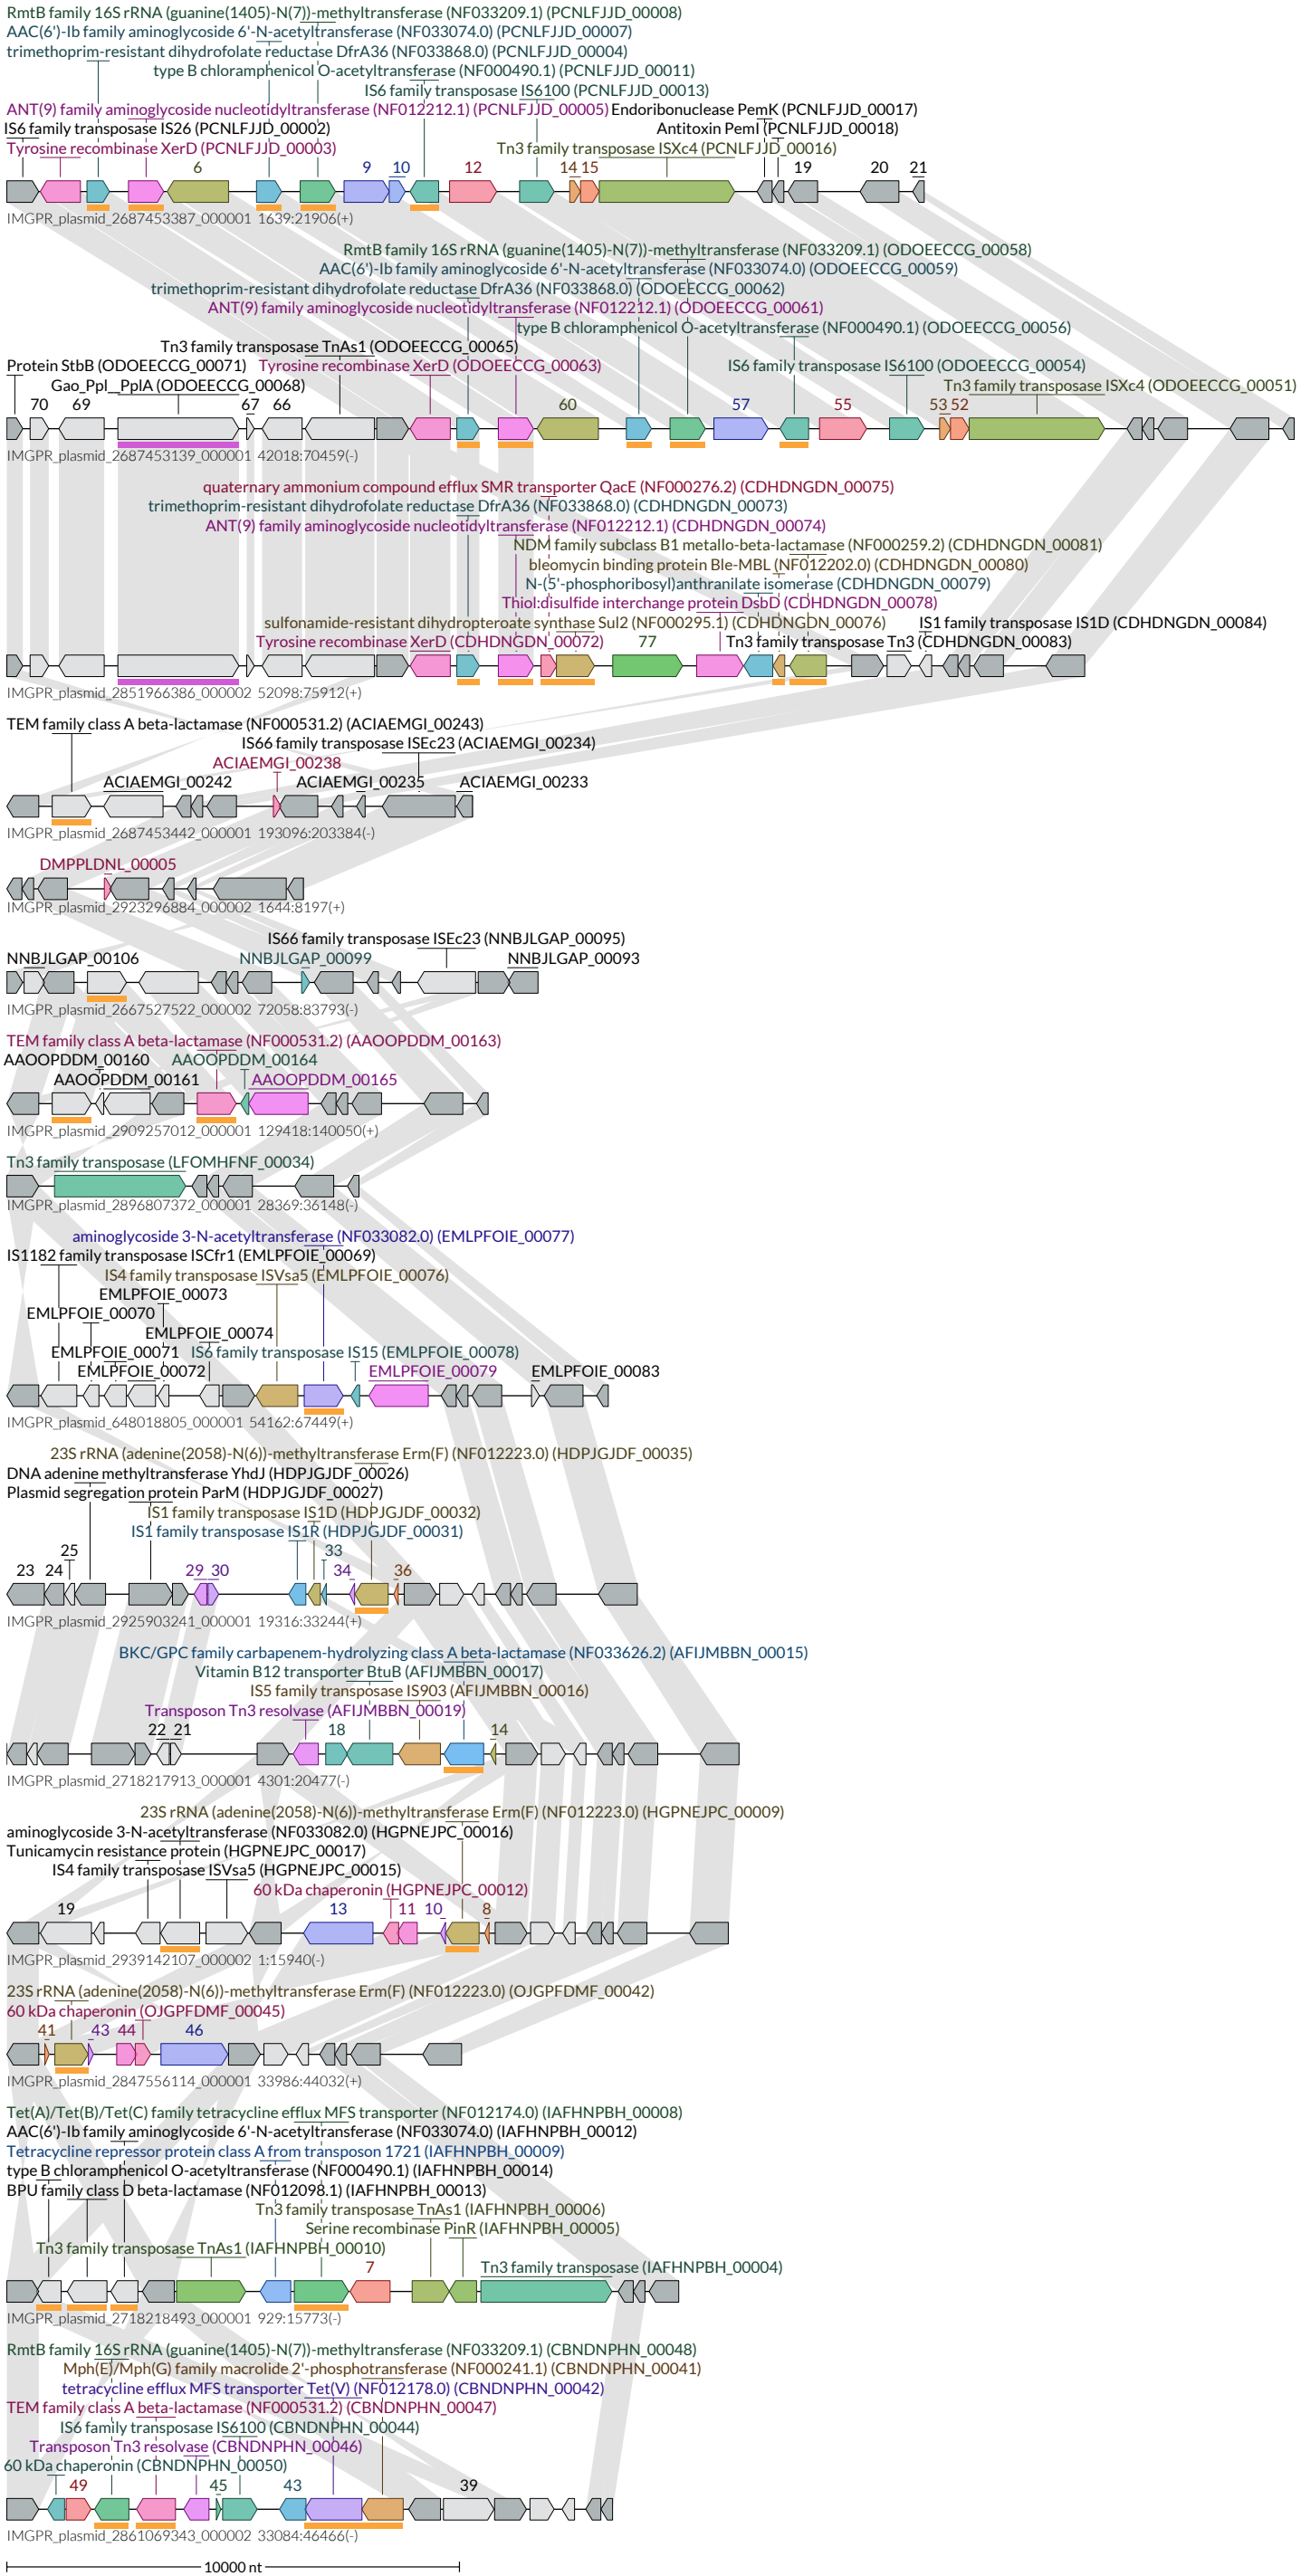 RmtB family 16S rRNA (guanine(1405)-N(7))-methyltransferase (NF033209.1) (PCNLFJJD_00008)
AAC(6')-Ib family aminoglycoside 6'-N-acetyltransferase (NF033074.0) (PCNLFJJD_00007)
trimethoprim-resistant dihydrofolate reductase DfrA36 (NF033868.0) (PCNLFJJD_00004)
type B chloramphenicol O-acetyltransferase (NF000490.1) (PCNLFJJD_00011)
IS6 family transposase IS6100 (PCNLFJJD_00013)
ANT(9) family aminoglycoside nucleotidyltransferase (NF012212.1) (PCNLFJJD_00005) Endoribonuclease PemK (PCNLFJJD_00017)
IS6 family transposase IS26 (PCNLFJJD_00002) Antitoxin PemI (PCNLFJJD_00018)
Tyrosine recombinase XerD (PCNLFJJD_00003) Tn3 family transposase ISXc4 (PCNLFJJD_00016)
6 9 10 12 14 15 19 20 21
IMGPR_plasmid_2687453387_000001 1639:21906(+)
RmtB family 16S rRNA (guanine(1405)-N(7))-methyltransferase (NF033209.1) (ODOEECCG_00058)
AAC(6')-Ib family aminoglycoside 6'-N-acetyltransferase (NF033074.0) (ODOEECCG_00059)
trimethoprim-resistant dihydrofolate reductase DfrA36 (NF033868.0) (ODOEECCG_00062)
ANT(9) family aminoglycoside nucleotidyltransferase (NF012212.1) (ODOEECCG_00061)
type B chloramphenicol O-acetyltransferase (NF000490.1) (ODOEECCG_00056)
Tn3 family transposase TnAs1 (ODOEECCG_00065)
Protein StbB (ODOEECCG_00071) Tyrosine recombinase XerD (ODOEECCG_00063) IS6 family transposase IS6100 (ODOEECCG_00054)
Gao_Ppl__PplA (ODOEECCG_00068) Tn3 family transposase ISXc4 (ODOEECCG_00051)
70 69 67 66 60 57 55 53 52
IMGPR_plasmid_2687453139_000001 42018:70459(-)
quaternary ammonium compound efflux SMR transporter QacE (NF000276.2) (CDHDNGDN_00075)
trimethoprim-resistant dihydrofolate reductase DfrA36 (NF033868.0) (CDHDNGDN_00073)
ANT(9) family aminoglycoside nucleotidyltransferase (NF012212.1) (CDHDNGDN_00074)
NDM family subclass B1 metallo-beta-lactamase (NF000259.2) (CDHDNGDN_00081)
bleomycin binding protein Ble-MBL (NF012202.0) (CDHDNGDN_00080)
N-(5'-phosphoribosyl)anthranilate isomerase (CDHDNGDN_00079)
Thiol:disulfide interchange protein DsbD (CDHDNGDN_00078)
sulfonamide-resistant dihydropteroate synthase Sul2 (NF000295.1) (CDHDNGDN_00076) IS1 family transposase IS1D (CDHDNGDN_00084)
Tyrosine recombinase XerD (CDHDNGDN_00072) 77 Tn3 family transposase Tn3 (CDHDNGDN_00083)
IMGPR_plasmid_2851966386_000002 52098:75912(+)
TEM family class A beta-lactamase (NF000531.2) (ACIAEMGI_00243)
IS66 family transposase ISEc23 (ACIAEMGI_00234)
ACIAEMGI_00238
ACIAEMGI_00242 ACIAEMGI_00235 ACIAEMGI_00233
IMGPR_plasmid_2687453442_000001 193096:203384(-)
DMPPLDNL_00005
IMGPR_plasmid_2923296884_000002 1644:8197(+)
IS66 family transposase ISEc23 (NNBJLGAP_00095)
NNBJLGAP_00106 NNBJLGAP_00099 NNBJLGAP_00093
IMGPR_plasmid_2667527522_000002 72058:83793(-)
TEM family class A beta-lactamase (NF000531.2) (AAOOPDDM_00163)
AAOOPDDM_00160 AAOOPDDM_00164
AAOOPDDM_00161 AAOOPDDM_00165
IMGPR_plasmid_2909257012_000001 129418:140050(+)
Tn3 family transposase (LFOMHFNF_00034)
IMGPR_plasmid_2896807372_000001 28369:36148(-)
aminoglycoside 3-N-acetyltransferase (NF033082.0) (EMLPFOIE_00077)
IS1182 family transposase ISCfr1 (EMLPFOIE_00069)
IS4 family transposase ISVsa5 (EMLPFOIE_00076)
EMLPFOIE_00073
EMLPFOIE_00070
EMLPFOIE_00074
EMLPFOIE_00071 IS6 family transposase IS15 (EMLPFOIE_00078)
EMLPFOIE_00072 EMLPFOIE_00079 EMLPFOIE_00083
IMGPR_plasmid_648018805_000001 54162:67449(+)
23S rRNA (adenine(2058)-N(6))-methyltransferase Erm(F) (NF012223.0) (HDPJGJDF_00035)
DNA adenine methyltransferase YhdJ (HDPJGJDF_00026)
Plasmid segregation protein ParM (HDPJGJDF_00027)
IS1 family transposase IS1D (HDPJGJDF_00032)
IS1 family transposase IS1R (HDPJGJDF_00031)
25 33
23 24 29 30 34 36
IMGPR_plasmid_2925903241_000001 19316:33244(+)
BKC/GPC family carbapenem-hydrolyzing class A beta-lactamase (NF033626.2) (AFIJMBBN_00015)
Vitamin B12 transporter BtuB (AFIJMBBN_00017)
IS5 family transposase IS903 (AFIJMBBN_00016)
Transposon Tn3 resolvase (AFIJMBBN_00019)
22 21 18 14
IMGPR_plasmid_2718217913_000001 4301:20477(-)
23S rRNA (adenine(2058)-N(6))-methyltransferase Erm(F) (NF012223.0) (HGPNEJPC_00009)
aminoglycoside 3-N-acetyltransferase (NF033082.0) (HGPNEJPC_00016)
Tunicamycin resistance protein (HGPNEJPC_00017)
IS4 family transposase ISVsa5 (HGPNEJPC_00015)
60 kDa chaperonin (HGPNEJPC_00012)
19 13 11 10 8
IMGPR_plasmid_2939142107_000002 1:15940(-)
23S rRNA (adenine(2058)-N(6))-methyltransferase Erm(F) (NF012223.0) (OJGPFDMF_00042)
60 kDa chaperonin (OJGPFDMF_00045)
41 43 44 46
IMGPR_plasmid_2847556114_000001 33986:44032(+)
Tet(A)/Tet(B)/Tet(C) family tetracycline efflux MFS transporter (NF012174.0) (IAFHNPBH_00008)
AAC(6')-Ib family aminoglycoside 6'-N-acetyltransferase (NF033074.0) (IAFHNPBH_00012)
Tetracycline repressor protein class A from transposon 1721 (IAFHNPBH_00009)
type B chloramphenicol O-acetyltransferase (NF000490.1) (IAFHNPBH_00014)
BPU family class D beta-lactamase (NF012098.1) (IAFHNPBH_00013)
Tn3 family transposase TnAs1 (IAFHNPBH_00006)
Serine recombinase PinR (IAFHNPBH_00005)
Tn3 family transposase TnAs1 (IAFHNPBH_00010)
7 Tn3 family transposase (IAFHNPBH_00004)
IMGPR_plasmid_2718218493_000001 929:15773(-)
RmtB family 16S rRNA (guanine(1405)-N(7))-methyltransferase (NF033209.1) (CBNDNPHN_00048)
Mph(E)/Mph(G) family macrolide 2'-phosphotransferase (NF000241.1) (CBNDNPHN_00041)
tetracycline efflux MFS transporter Tet(V) (NF012178.0) (CBNDNPHN_00042)
TEM family class A beta-lactamase (NF000531.2) (CBNDNPHN_00047)
IS6 family transposase IS6100 (CBNDNPHN_00044)
Transposon Tn3 resolvase (CBNDNPHN_00046)
60 kDa chaperonin (CBNDNPHN_00050)
49 45 43 39
IMGPR_plasmid_2861069343_000002 33084:46466(-)
10000 nt